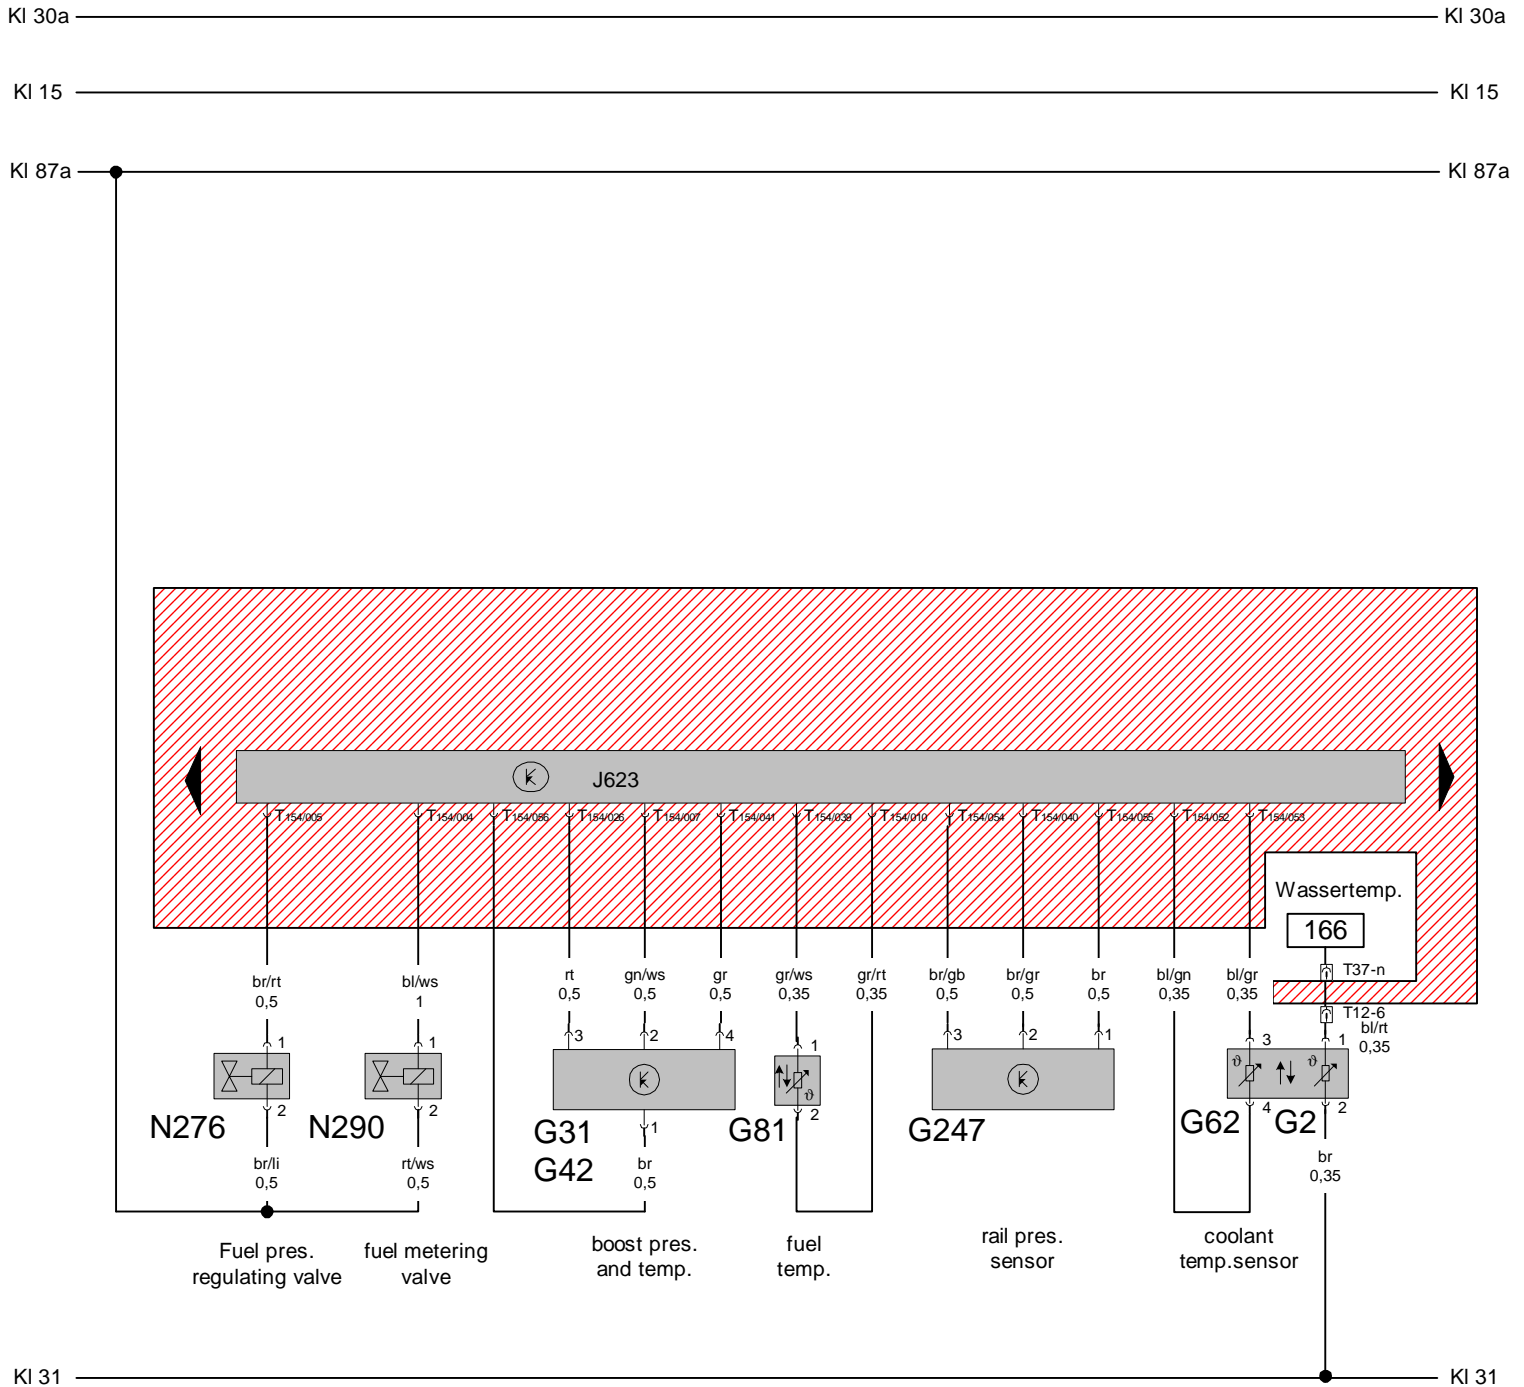 Kl 30a Kl 30a
Kl 15 Kl 15
Kl 87a Kl 87a
J623
T154/005 T154/004 T154/056 T154/026 T154/007 T154/041 T154/039 T154/010 T154/054 T154/040 T154/055 T154/052 T154/053
Wassertemp.
166
T37-n
br/rt bl/ws rt gn/ws gr gr/ws gr/rt br/gb br/gr br bl/gn bl/gr
0,5 1 0,5 0,5 0,5 0,35 0,35 0,5 0,5 0,5 0,35 0,35
T12-6
bl/rt
0,35
1 1 3 2 4 1 3 2 1 3 1
ϑ ϑ ϑ
2 2 1 2 4 2
N276 N290 G31 G81 G247 G62 G2
G42
br/li rt/ws br br
0,5 0,5 0,5 0,35
Fuel pres. fuel metering boost pres. fuel rail pres. coolant
regulating valve valve and temp. temp. sensor temp.sensor
Kl 31 Kl 31